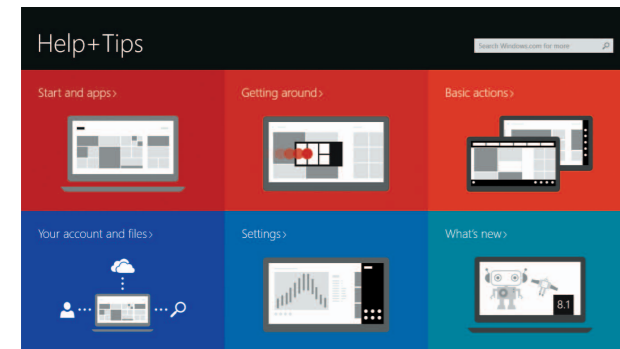 Help+Tips
Search Windows.com for more
Start and apps›
Getting around›
Basic actions›
Your account and files›
Settings›
What's new›
8.1